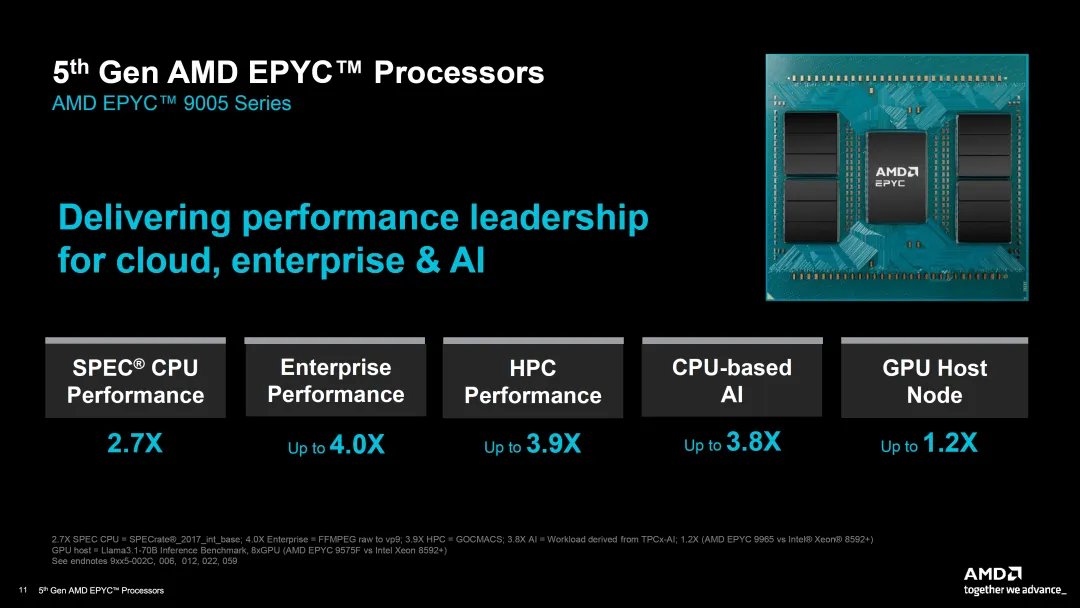 5th Gen AMD EPYC™ Processors
AMD EPYC™ 9005 Series
AMD
EPYC
Delivering performance leadership
for cloud, enterprise & AI
SPEC® CPU
Performance
2.7X
Enterprise
Performance
Up to 4.0X
HPC
Performance
Up to 3.9X
CPU-based
AI
Up to 3.8X
GPU Host
Node
Up to 1.2X
2.7X SPEC CPU = SPECrate®_2017_int_base; 4.0X Enterprise = FFMPEG raw to vp9; 3.9X HPC = GOCMACS; 3.8X AI = Workload derived from TPCx-AI; 1.2X (AMD EPYC 9965 vs Intel® Xeon® 8592+)
GPU host = Llama3.1-70B Inference Benchmark, 8xGPU (AMD EPYC 9575F vs Intel Xeon 8592+)
See endnotes 9xx5-002C, 006, 012, 022, 059
11 5th Gen AMD EPYC™ Processors
AMD
together we advance_